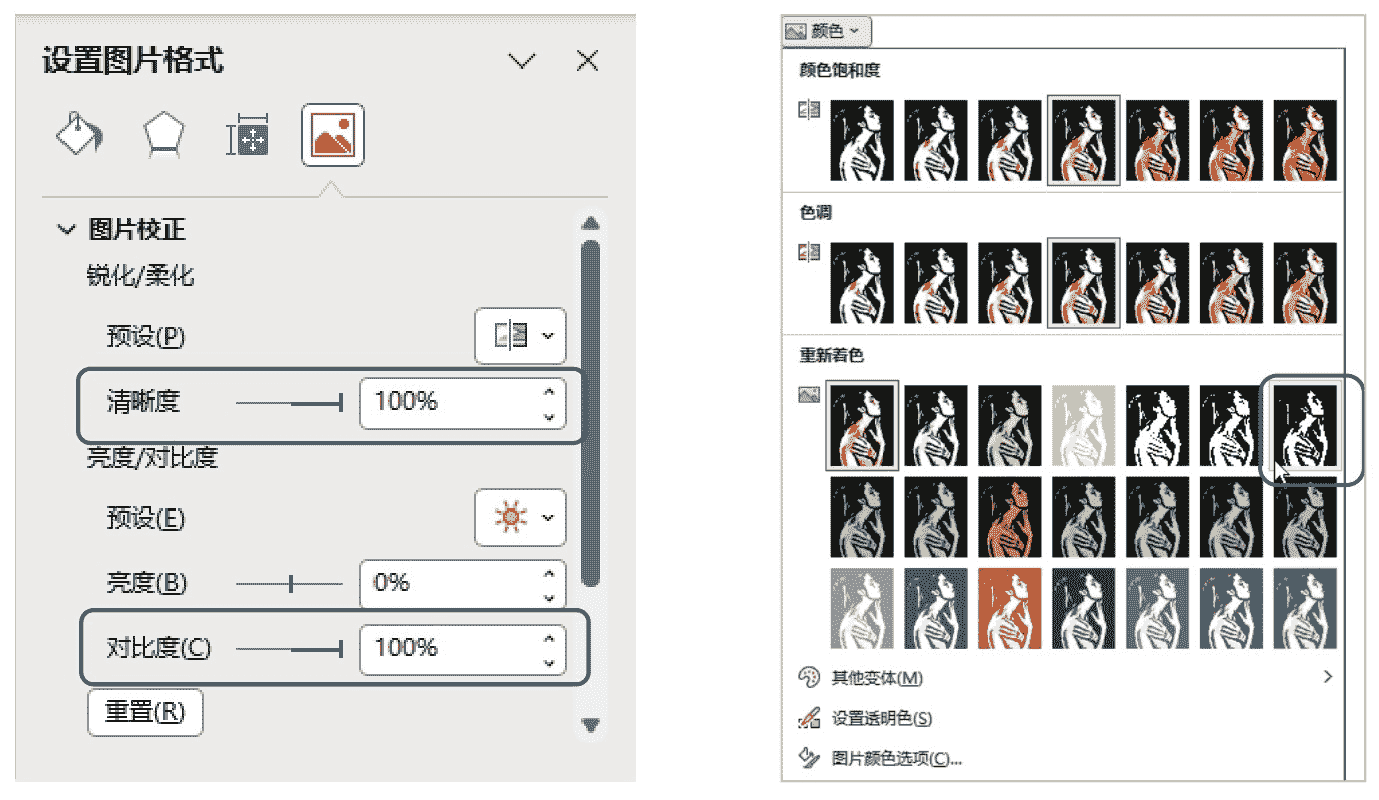 设置图片格式
图片校正
锐化/柔化
预设(P)
清晰度 100%
亮度/对比度
预设(E)
亮度(B) 0%
对比度(C) 100%
重置(R)
颜色
颜色饱和度
色调
重新着色
其他变体(M)
设置透明色(S)
图片颜色选项(C)...